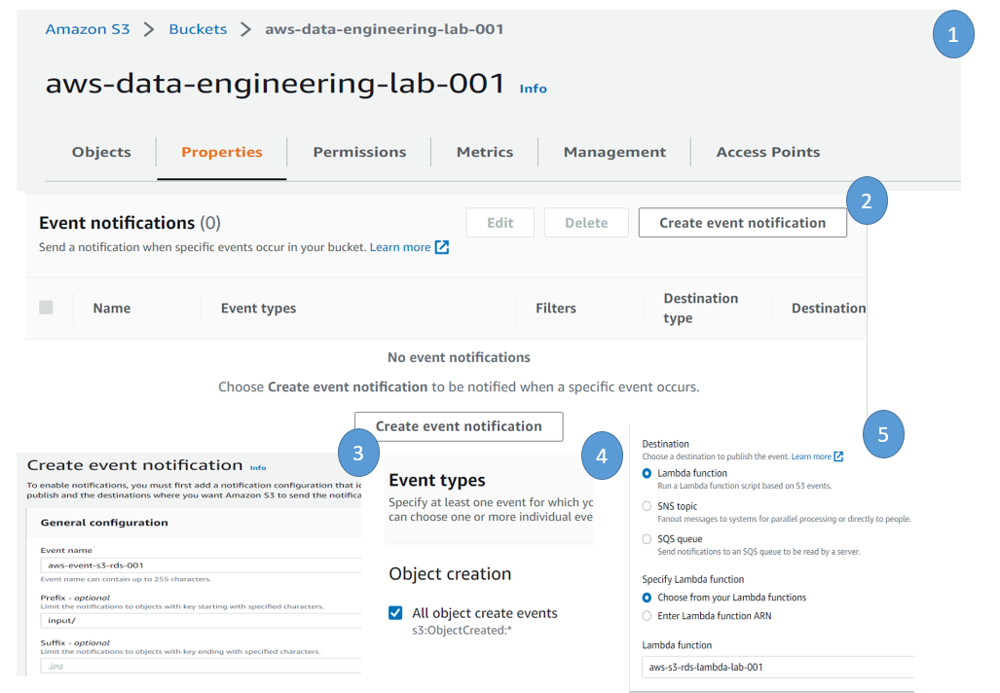 Amazon S3 > Buckets > aws-data-engineering-lab-001
1
aws-data-engineering-lab-001 Info
Objects Properties Permissions Metrics Management Access Points
2
Event notifications (0) Edit Delete Create event notification
Send a notification when specific events occur in your bucket. Learn more
Name Event types Filters Destination type Destination
No event notifications
Choose Create event notification to be notified when a specific event occurs.
Create event notification
3
Create event notification Info
To enable notifications, you must first add a notification configuration that ic
publish and the destinations where you want Amazon S3 to send the notifica
General configuration
Event name
aws-event-s3-rds-001
Event name can contain up to 255 characters.
Prefix - optional
Limit the notifications to objects with key starting with specified characters.
input/
Suffix - optional
Limit the notifications to objects with key ending with specified characters.
.jpg
4
Event types
Specify at least one event for which yo
can choose one or more individual eve
Object creation
All object create events
s3:ObjectCreated:*
5
Destination
Choose a destination to publish the event. Learn more
Lambda function
Run a Lambda function script based on S3 events.
SNS topic
Fanout messages to systems for parallel processing or directly to people.
SQS queue
Send notifications to an SQS queue to be read by a server.
Specify Lambda function
Choose from your Lambda functions
Enter Lambda function ARN
Lambda function
aws-s3-rds-lambda-lab-001